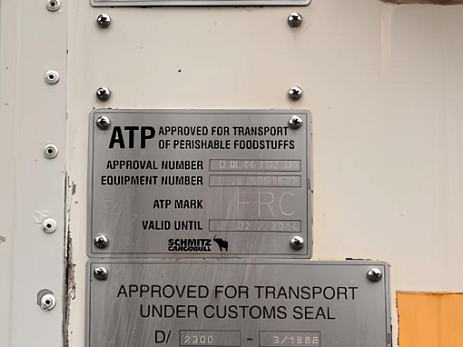 ATP APPROVED FOR TRANSPORT
OF PERISHABLE FOODSTUFFS
APPROVAL NUMBER
EQUIPMENT NUMBER
ATP MARK FRC
VALID UNTIL
SCHMITZ
CARGOBULL
APPROVED FOR TRANSPORT
UNDER CUSTOMS SEAL
D/ -